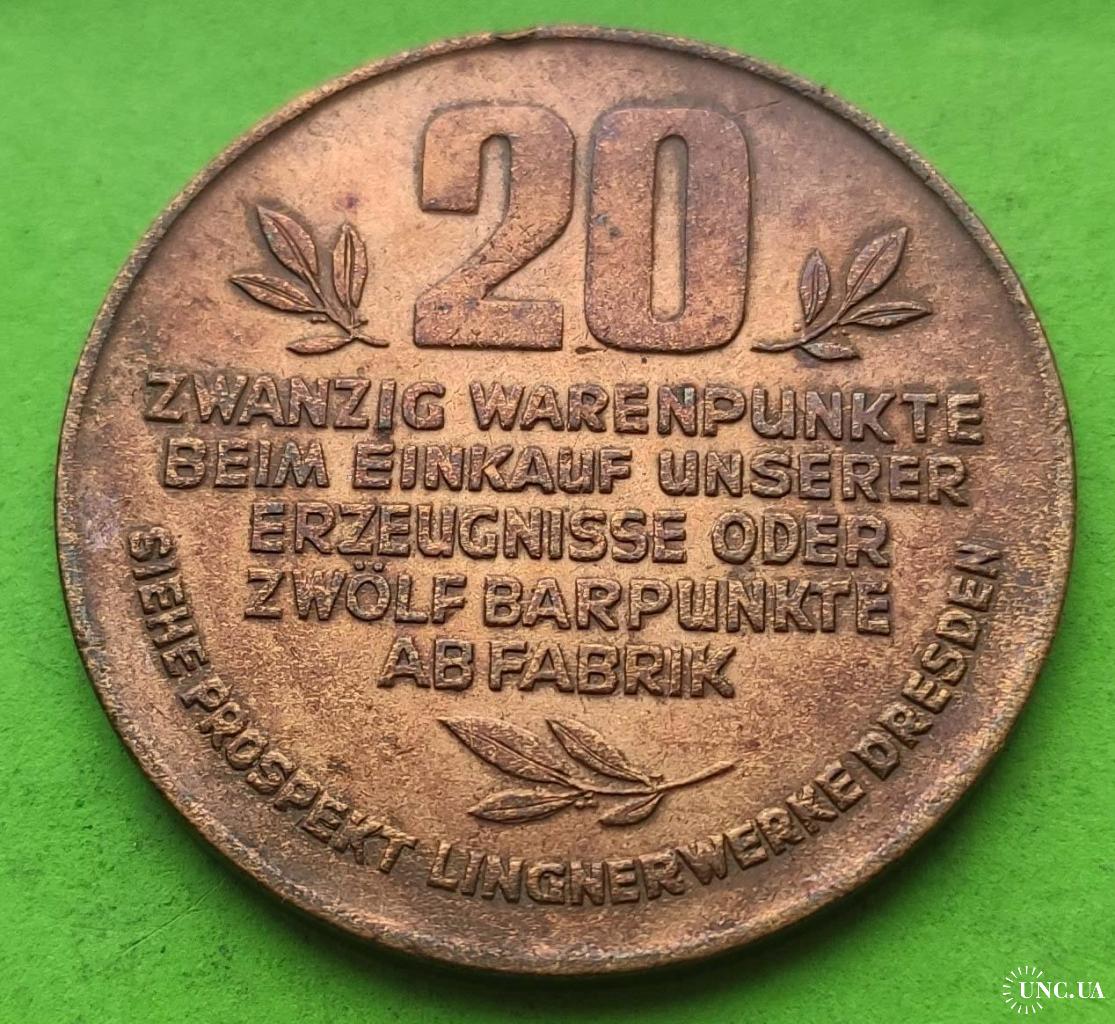 20
ZWANZIG WARENPUNKTE
BEIM EINKAUF UNSERER
ERZEUGNISSE ODER
ZWÖLF BARPUNKTE
AB FABRIK
SIEHE PROSPEKT LINGNERWERKE DRESDEN
UNC.UA